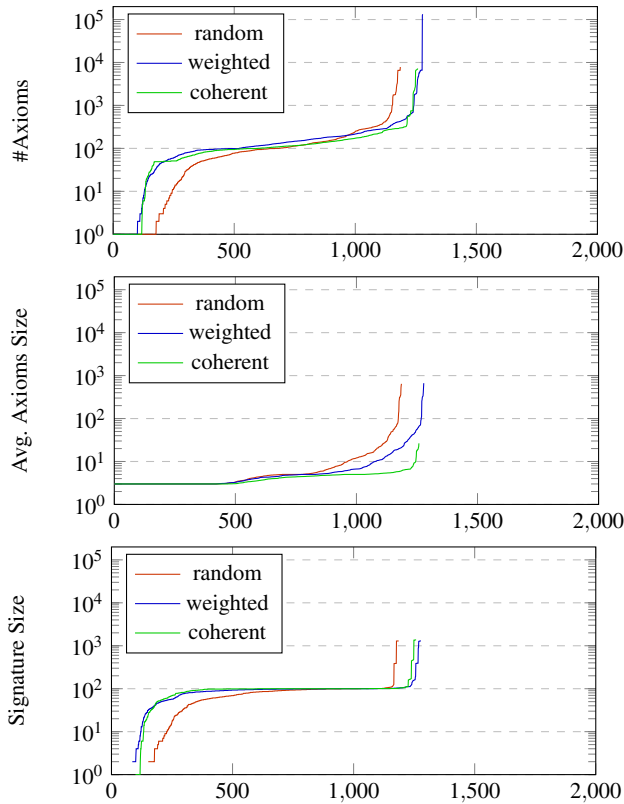 #Axioms
10^5
10^4
10^3
10^2
10^1
10^0
random
weighted
coherent
0 500 1,000 1,500 2,000
Avg. Axioms Size
10^5
10^4
10^3
10^2
10^1
10^0
random
weighted
coherent
0 500 1,000 1,500 2,000
Signature Size
10^5
10^4
10^3
10^2
10^1
10^0
random
weighted
coherent
0 500 1,000 1,500 2,000